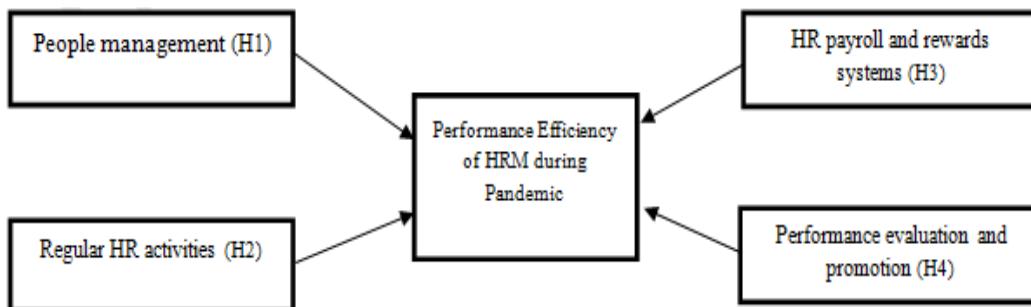 People management (H1)
HR payroll and rewards
systems (H3)
Performance Efficiency
of HRM during
Pandemic
Regular HR activities (H2)
Performance evaluation and
promotion (H4)